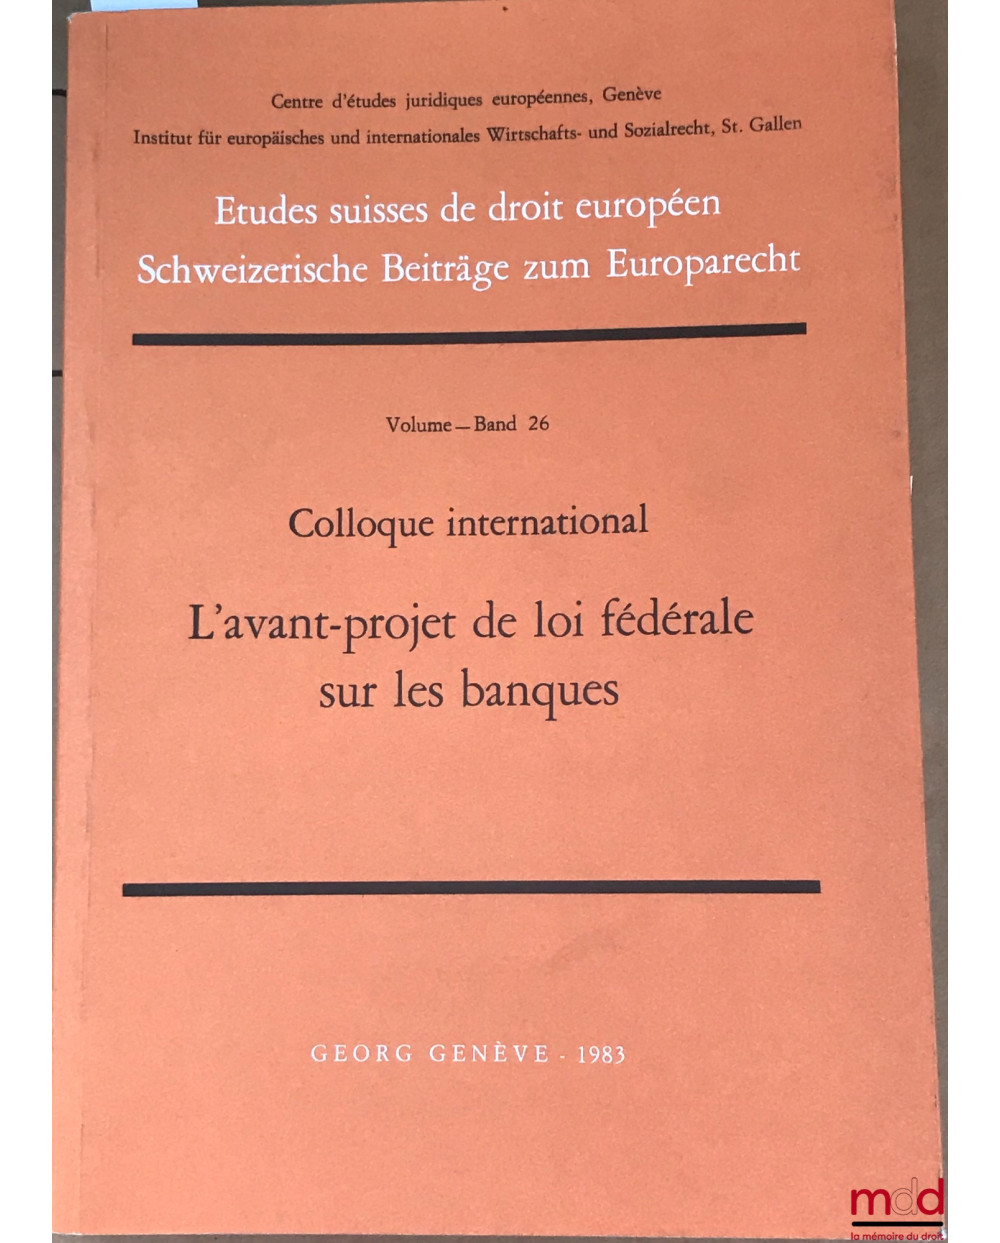 Centre d'études juridiques européennes, Genève
Institut für europäisches und internationales Wirtschafts- und Sozialrecht, St. Gallen
Etudes suisses de droit européen
Schweizerische Beiträge zum Europarecht
Volume — Band 26
Colloque international
L'avant-projet de loi fédérale
sur les banques
GEORG GENÈVE - 1983
mdd
la mémoire du droit